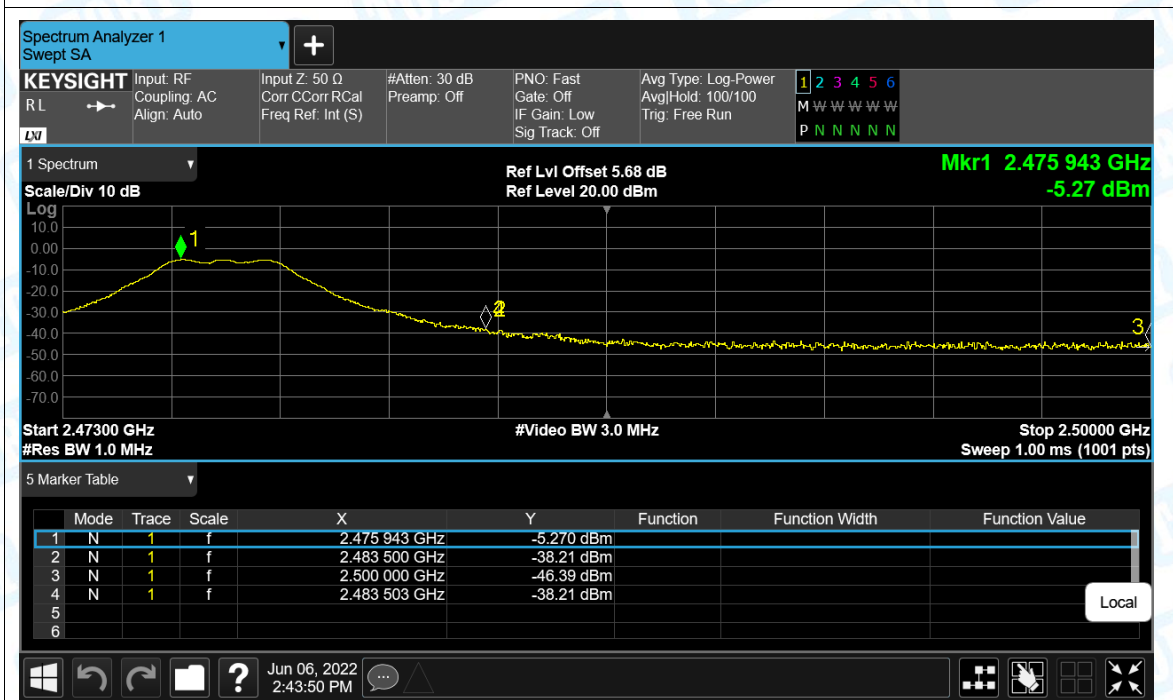 Spectrum Analyzer 1
Swept SA
+
KEYSIGHT Input: RF Input Z: 50 Ω #Atten: 30 dB PNO: Fast Avg Type: Log-Power 1 2 3 4 5 6
R L Coupling: AC Corr CCorr RCal Preamp: Off Gate: Off Avg|Hold: 100/100 M W W W W W
Align: Auto Freq Ref: Int (S) IF Gain: Low Trig: Free Run
LXI Sig Track: Off P N N N N N
1 Spectrum Ref Lvl Offset 5.68 dB Mkr1 2.475 943 GHz
Scale/Div 10 dB Ref Level 20.00 dBm -5.27 dBm
Log
10.0
0.00
-10.0
-20.0
-30.0
-40.0
-50.0
-60.0
-70.0
1
2
3
Start 2.47300 GHz #Video BW 3.0 MHz Stop 2.50000 GHz
#Res BW 1.0 MHz Sweep 1.00 ms (1001 pts)
5 Marker Table
Mode Trace Scale X Y Function Function Width Function Value
1 N 1 f 2.475 943 GHz -5.270 dBm
2 N 1 f 2.483 500 GHz -38.21 dBm
3 N 1 f 2.500 000 GHz -46.39 dBm
4 N 1 f 2.483 503 GHz -38.21 dBm
5
6
Local
? Jun 06, 2022
2:43:50 PM